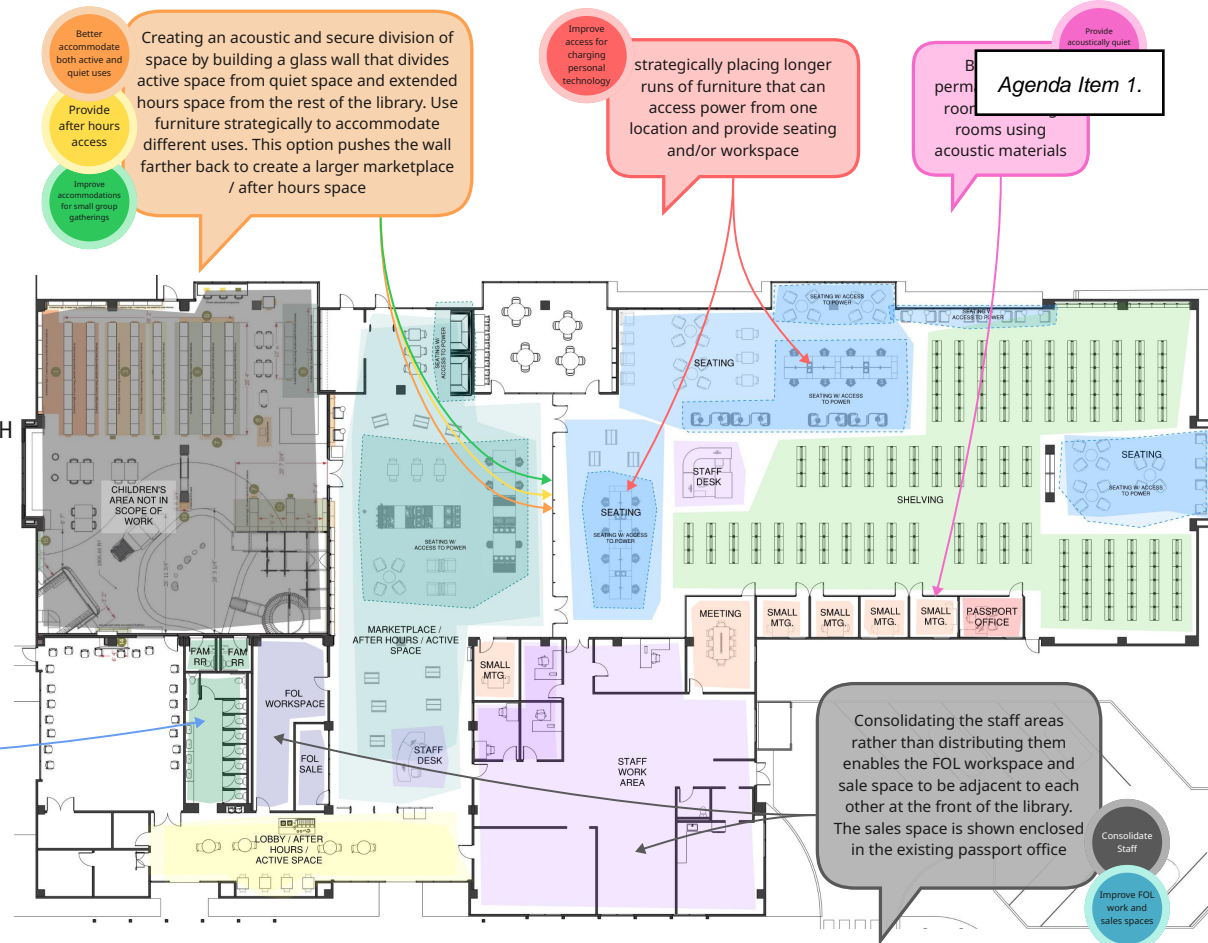 Better
accommodate
both active and
quiet uses
Provide
after hours
access
Improve
accommodations
for small group
gatherings
Creating an acoustic and secure division of
space by building a glass wall that divides
active space from quiet space and extended
hours space from the rest of the library. Use
furniture strategically to accommodate
different uses. This option pushes the wall
farther back to create a larger marketplace
/ after hours space
Improve
access for
charging
personal
technology
strategically placing longer
runs of furniture that can
access power from one
location and provide seating
and/or workspace
Provide
acoustically quiet
Agenda Item 1.
rooms using
acoustic materials
H
CHILDREN'S
AREA NOT IN
SCOPE OF
WORK
SEATING W/
ACCESS TO POWER
SEATING W/
ACCESS TO POWER
MARKETPLACE /
AFTER HOURS / ACTIVE
SPACE
STAFF
DESK
SEATING
SEATING W/ ACCESS
TO POWER
SEATING
SEATING W/ ACCESS
TO POWER
SEATING W/ ACCESS
TO POWER
SEATING W/
ACCESS TO POWER
STAFF
DESK
SHELVING
SEATING
SEATING W/ ACCESS
TO POWER
MEETING
SMALL
MTG.
SMALL
MTG.
SMALL
MTG.
SMALL
MTG.
PASSPORT
OFFICE
FAM
RR
FAM
RR
FOL
WORKSPACE
FOL
SALE
SMALL
MTG.
STAFF
WORK
AREA
LOBBY / AFTER
HOURS /
ACTIVE SPACE
Consolidating the staff areas
rather than distributing them
enables the FOL workspace and
sale space to be adjacent to each
other at the front of the library.
The sales space is shown enclosed
in the existing passport office
Consolidate
Staff
Improve FOL
work and
sales spaces